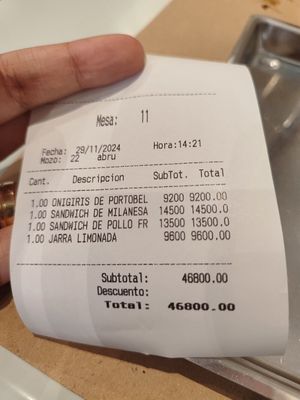 Mesa: 11
Fecha: 29/11/2024 Hora:14:21
Mozo: 22 abru
Cant. Descripcion SubTot. Total
1.00 ONIGIRIS DE PORTOBEL 9200 9200.00
1.00 SANDWICH DE MILANESA 14500 14500.0
1.00 SANDWICH DE POLLO FR 13500 13500.0
1.00 JARRA LIMONADA 9600 9600.00
Subtotal: 46800.00
Descuento:
Total: 46800.00